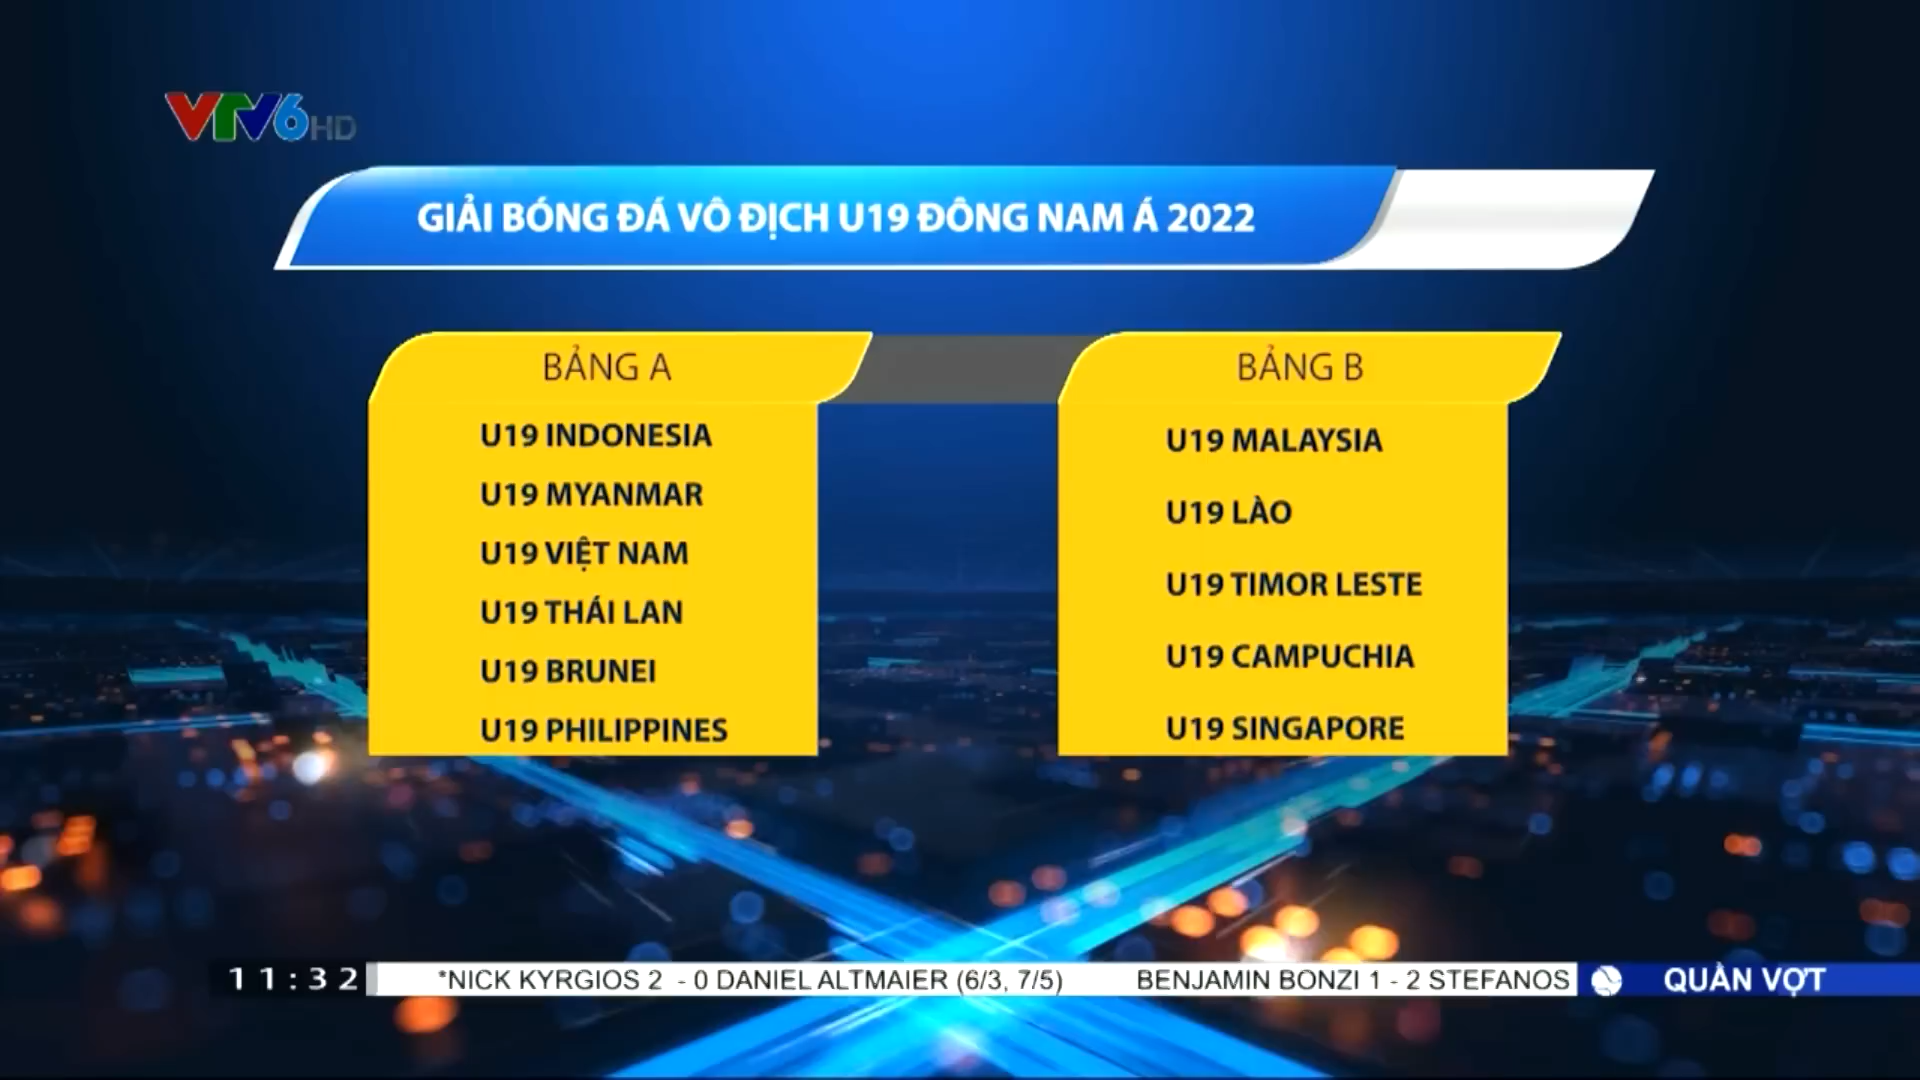 VTV6HD
GIẢI BÓNG ĐÁ VÔ ĐỊCH U19 ĐÔNG NAM Á 2022
BẢNG A
U19 INDONESIA
U19 MYANMAR
U19 VIỆT NAM
U19 THÁI LAN
U19 BRUNEI
U19 PHILIPPINES
BẢNG B
U19 MALAYSIA
U19 LÀO
U19 TIMOR LESTE
U19 CAMPUCHIA
U19 SINGAPORE
11:32 *NICK KYRGIOS 2 - 0 DANIEL ALTMAIER (6/3, 7/5) BENJAMIN BONZI 1 - 2 STEFANOS QUẦN VỢT